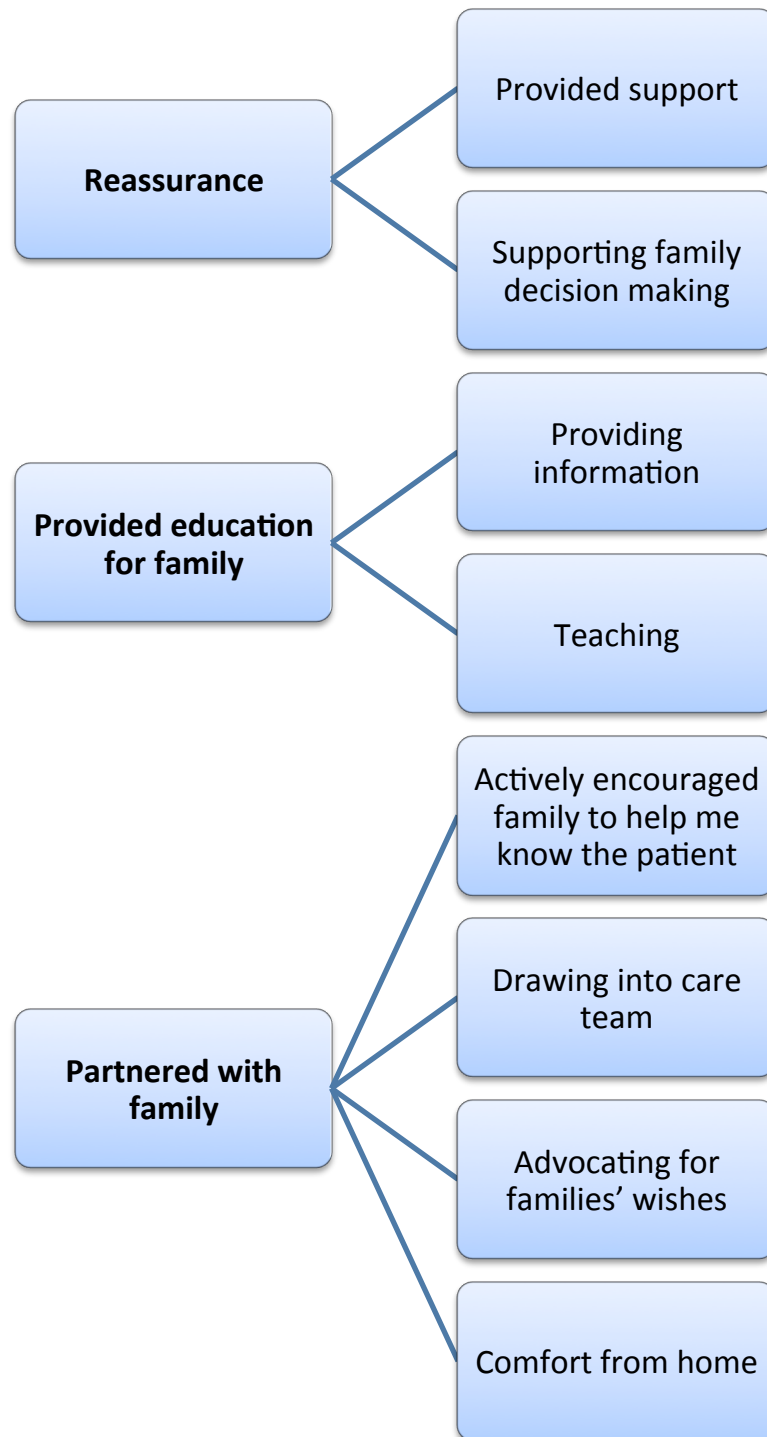 Reassurance
Provided support
Supporting family
decision making
Provided education
for family
Providing
information
Teaching
Partnered with
family
Actively encouraged
family to help me
know the patient
Drawing into care
team
Advocating for
families’ wishes
Comfort from home